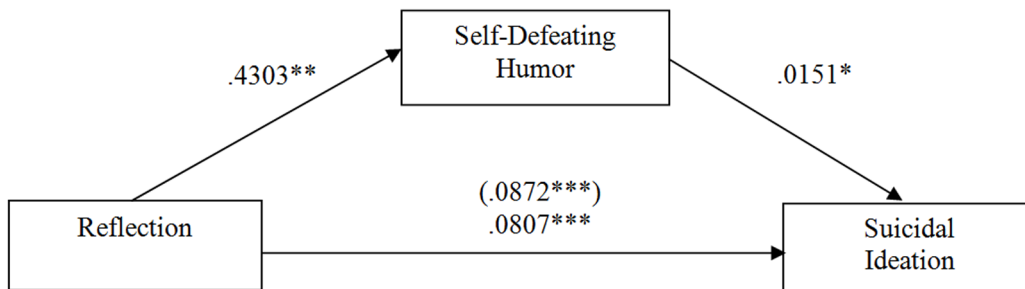 Self-Defeating
Humor
.4303**
.0151*
(.0872***)
.0807***
Reflection
Suicidal
Ideation